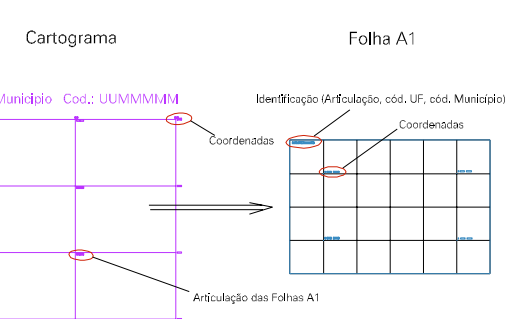 Cartograma
Folha A1
Município Cod.: UUMMMMM
Identificação (Articulação, cód. UF, cód. Município)
Coordenadas
Coordenadas
Articulação das Folhas A1